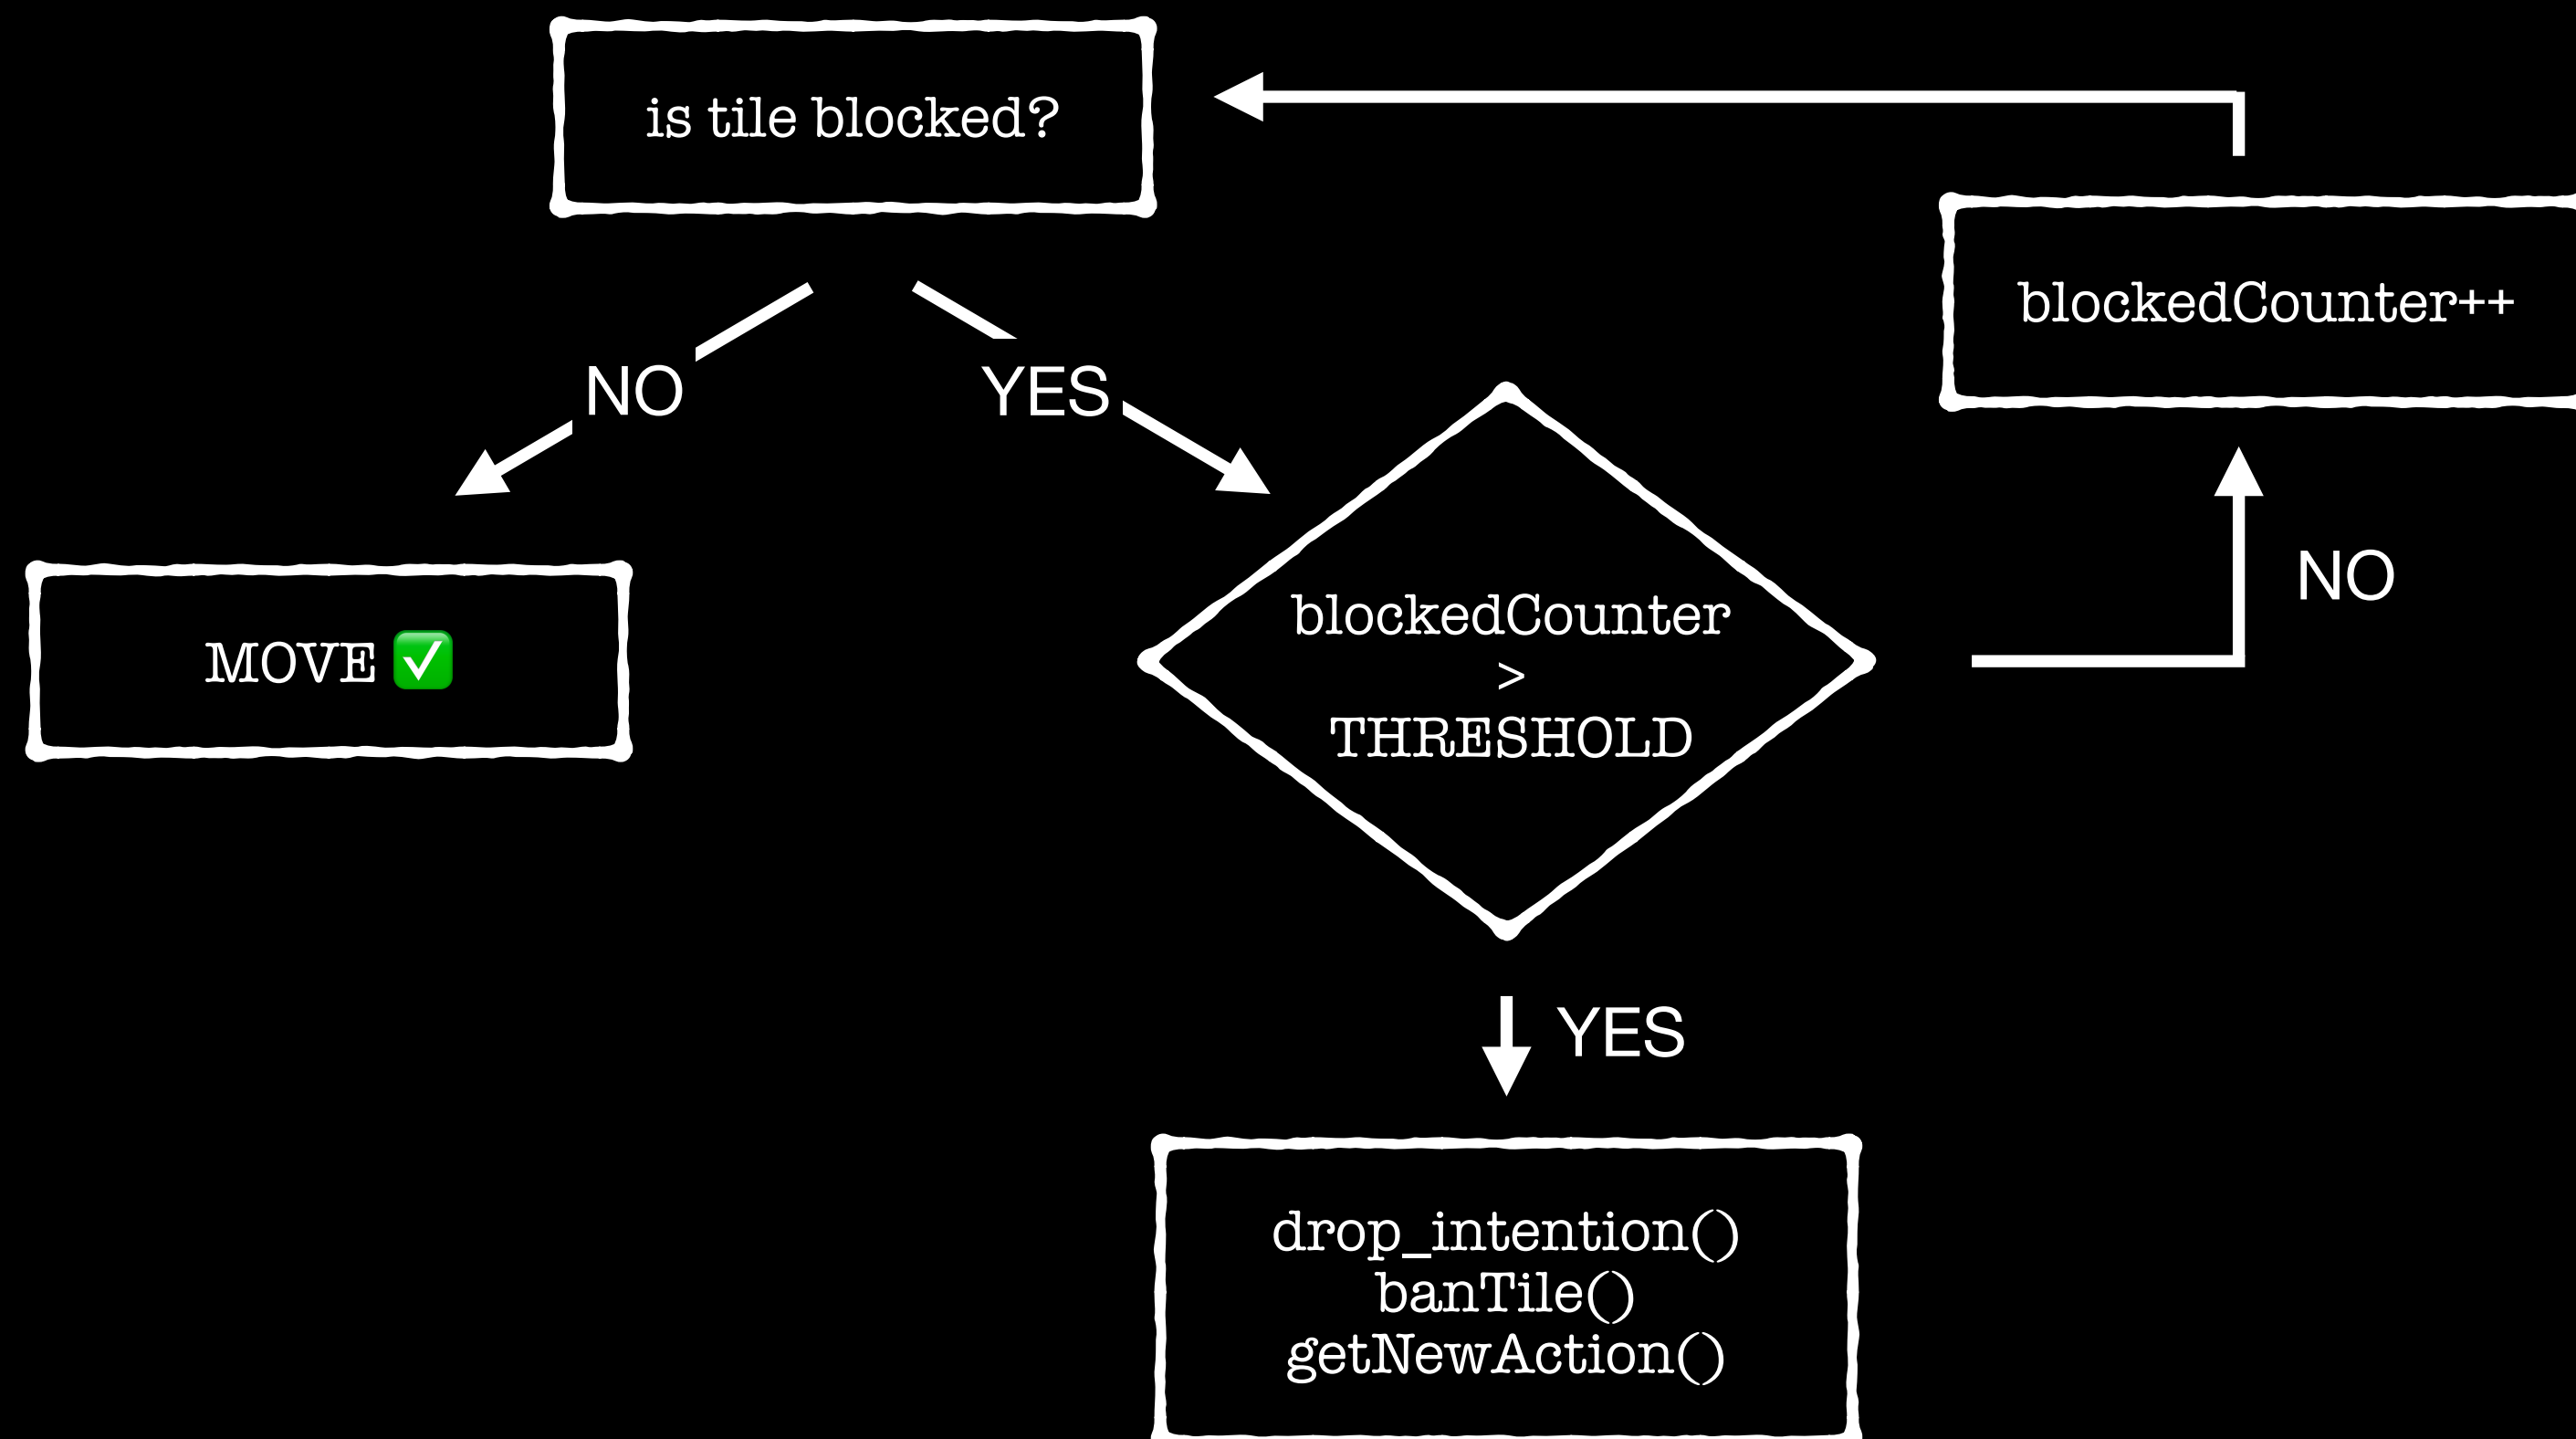 is tile blocked?
blockedCounter++
NO
YES
NO
blockedCounter
>
THRESHOLD
MOVE ✅
YES
drop_intention()
banTile()
getNewAction()